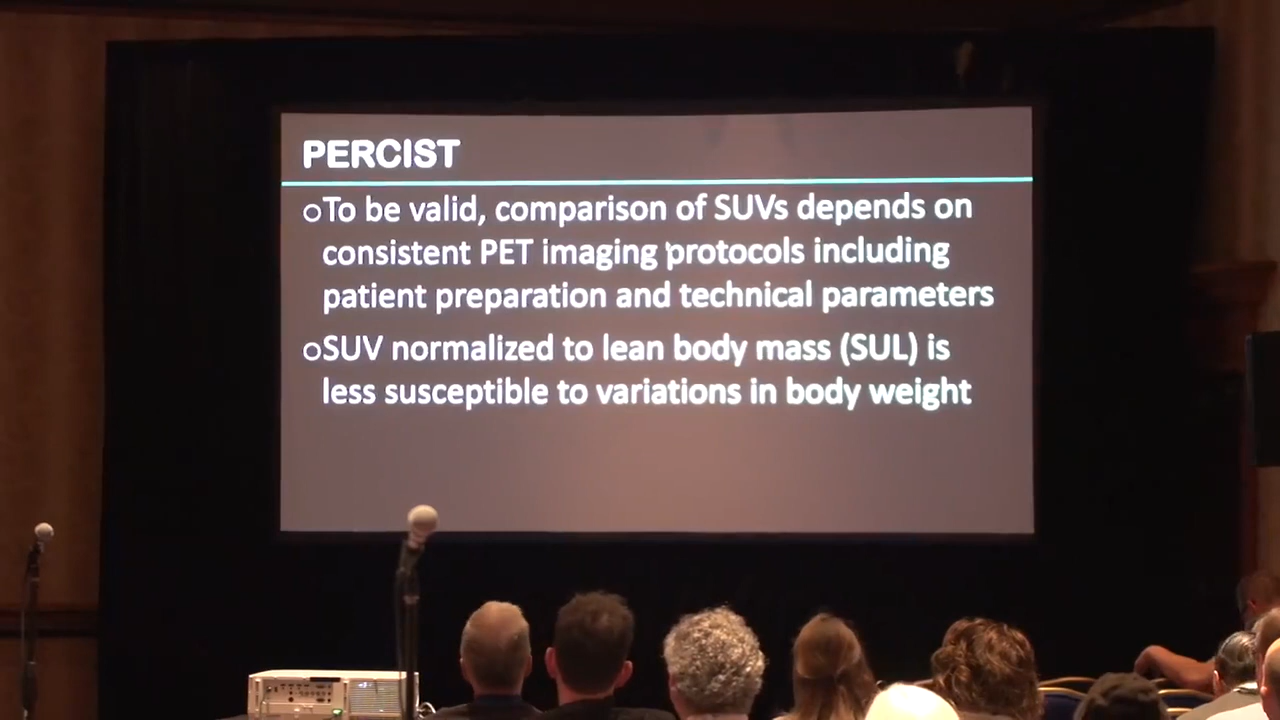 PERCIST
○To be valid, comparison of SUVs depends on
consistent PET imaging protocols including
patient preparation and technical parameters
○SUV normalized to lean body mass (SUL) is
less susceptible to variations in body weight